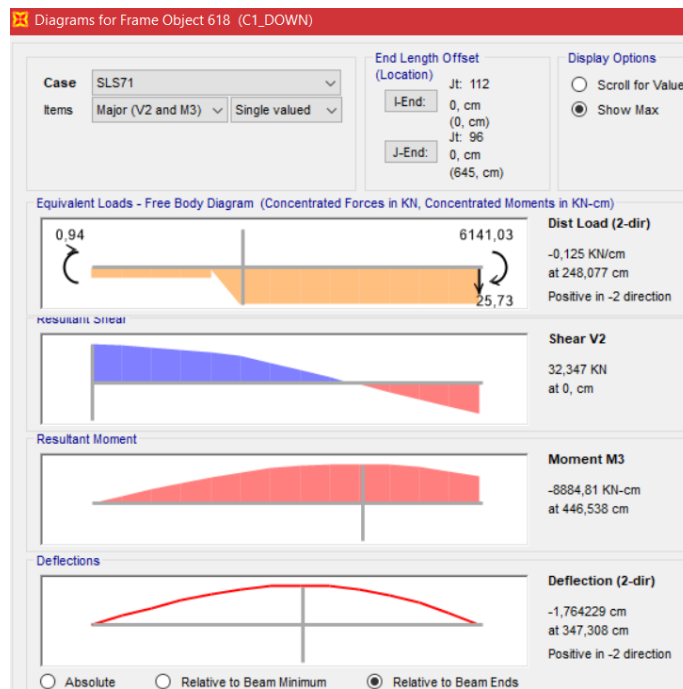 Diagrams for Frame Object 618 (C1_DOWN)
Case SLS71
Items Major (V2 and M3) Single valued
End Length Offset
(Location)
Jt: 112
I-End: 0, cm
(0, cm)
Jt: 96
J-End: 0, cm
(645, cm)
Display Options
Scroll for Value
Show Max
Equivalent Loads - Free Body Diagram (Concentrated Forces in KN, Concentrated Moments in KN-cm)
0,94
6141,03
25,73
Dist Load (2-dir)
-0,125 KN/cm
at 248,077 cm
Positive in -2 direction
Resultant Shear
Shear V2
32,347 KN
at 0, cm
Resultant Moment
Moment M3
-8884,81 KN-cm
at 446,538 cm
Deflections
Deflection (2-dir)
-1,764229 cm
at 347,308 cm
Positive in -2 direction
Absolute Relative to Beam Minimum Relative to Beam Ends